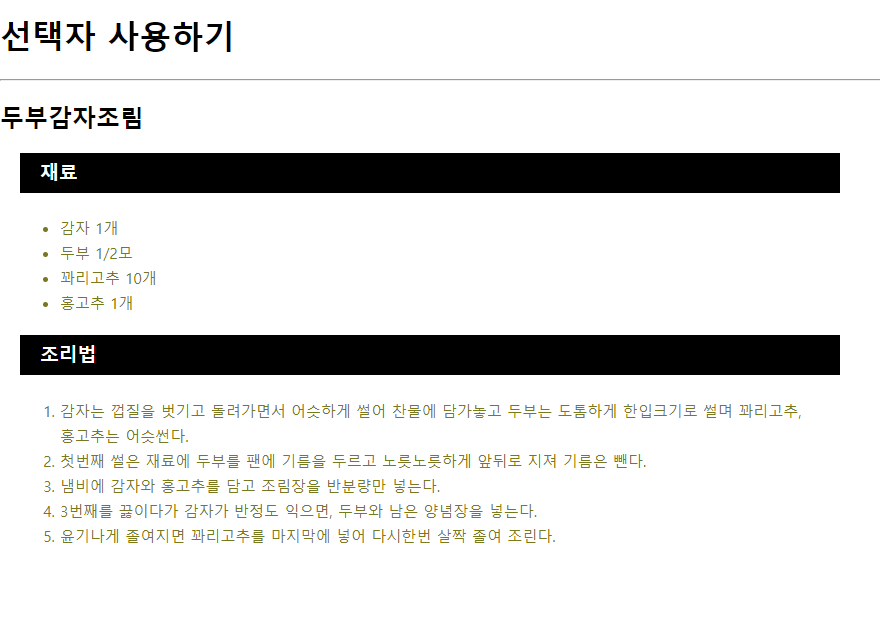 선택자 사용하기
두부감자조림
재료
• 감자 1개
• 두부 1/2모
• 꽈리고추 10개
• 홍고추 1개
조리법
1. 감자는 껍질을 벗기고 돌려가면서 어슷하게 썰어 찬물에 담가놓고 두부는 도톰하게 한입크기로 썰며 꽈리고추,
홍고추는 어슷썬다.
2. 첫번째 썰은 재료에 두부를 팬에 기름을 두르고 노릇노릇하게 앞뒤로 지져 기름은 뺀다.
3. 냄비에 감자와 홍고추를 담고 조림장을 반분량만 넣는다.
4. 3번째를 끓이다가 감자가 반정도 익으면, 두부와 남은 양념장을 넣는다.
5. 윤기나게 졸여지면 꽈리고추를 마지막에 넣어 다시한번 살짝 졸여 조린다.